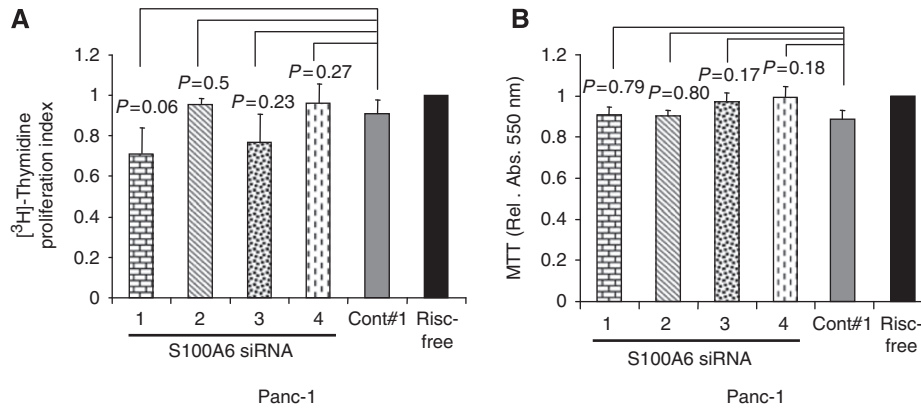 A
[³H]-Thymidine
proliferation index
1.2
1
0.8
0.6
0.4
0.2
0
P=0.06
P=0.5
P=0.23
P=0.27
1 2 3 4 Cont#1 Risc-
free
S100A6 siRNA
Panc-1
B
MTT (Rel . Abs. 550 nm)
1.2
1
0.8
0.6
0.4
0.2
0
P=0.79
P=0.80
P=0.17
P=0.18
1 2 3 4 Cont#1 Risc-
free
S100A6 siRNA
Panc-1